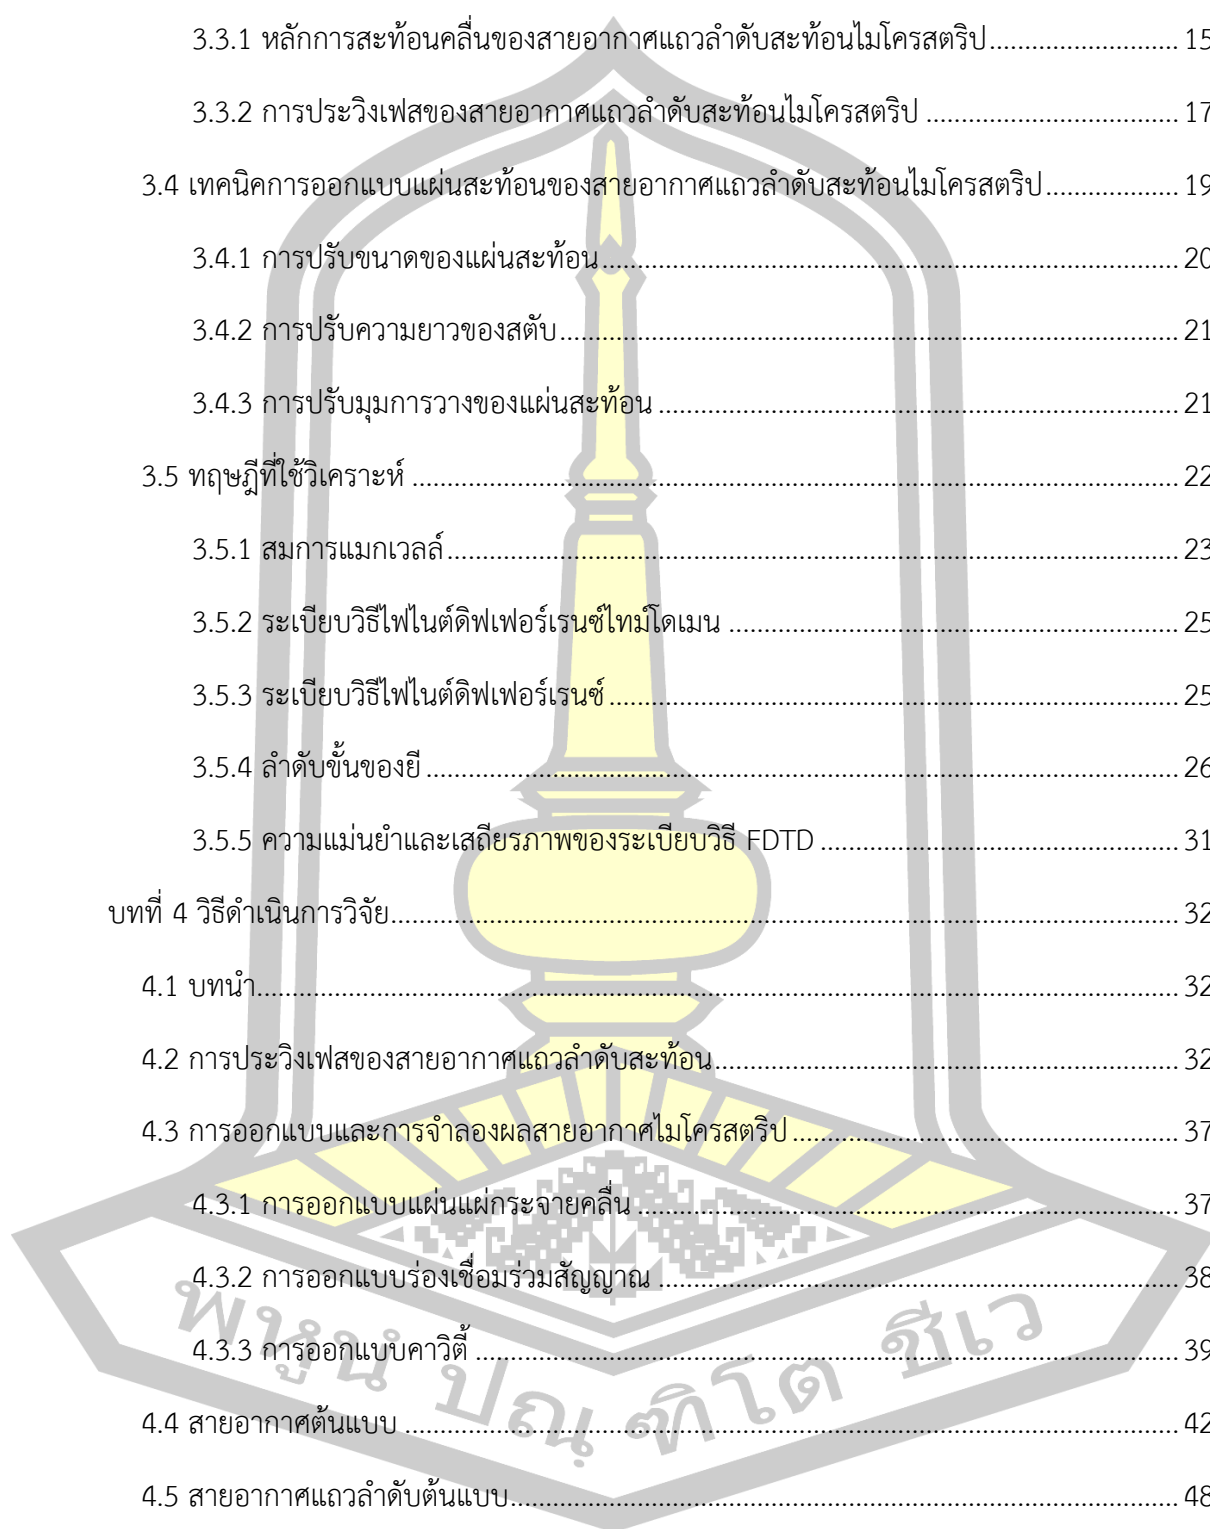 3.3.1 หลักการสะท้อนคลื่นของสายอากาศแถวลำดับสะท้อนไมโครสตริป........................ 15
3.3.2 การประวิงเฟสของสายอากาศแถวลำดับสะท้อนไมโครสตริป ................................ 17
3.4 เทคนิคการออกแบบแผ่นสะท้อนของสายอากาศแถวลำดับสะท้อนไมโครสตริป................. 19
3.4.1 การปรับขนาดของแผ่นสะท้อน........................................................................ 20
3.4.2 การปรับความยาวของสตับ............................................................................. 21
3.4.3 การปรับมุมการวางของแผ่นสะท้อน ................................................................. 21
3.5 ทฤษฎีที่ใช้วิเคราะห์ ................................................................................................ 22
3.5.1 สมการแมกเวลล์............................................................................................ 23
3.5.2 ระเบียบวิธีไฟไนต์ดิฟเฟอร์เรนซ์ไทม์โดเมน ......................................................... 25
3.5.3 ระเบียบวิธีไฟไนต์ดิฟเฟอร์เรนซ์....................................................................... 25
3.5.4 ลำดับขั้นของยี.............................................................................................. 26
3.5.5 ความแม่นยำและเสถียรภาพของระเบียบวิธี FDTD ............................................. 31
บทที่ 4 วิธีดำเนินการวิจัย.................................................................................................. 32
4.1 บทนำ................................................................................................................... 32
4.2 การประวิงเฟสของสายอากาศแถวลำดับสะท้อน.......................................................... 32
4.3 การออกแบบและการจำลองผลสายอากาศไมโครสตริป ................................................ 37
4.3.1 การออกแบบแผ่นแผ่กระจายคลื่น .................................................................... 37
4.3.2 การออกแบบร่องเชื่อมร่วมสัญญาณ ................................................................. 38
4.3.3 การออกแบบคาวิตี้ ........................................................................................ 39
4.4 สายอากาศต้นแบบ ................................................................................................. 42
4.5 สายอากาศแถวลำดับต้นแบบ.................................................................................... 48
พหูนํ ปณฺฑิโต ชีเว